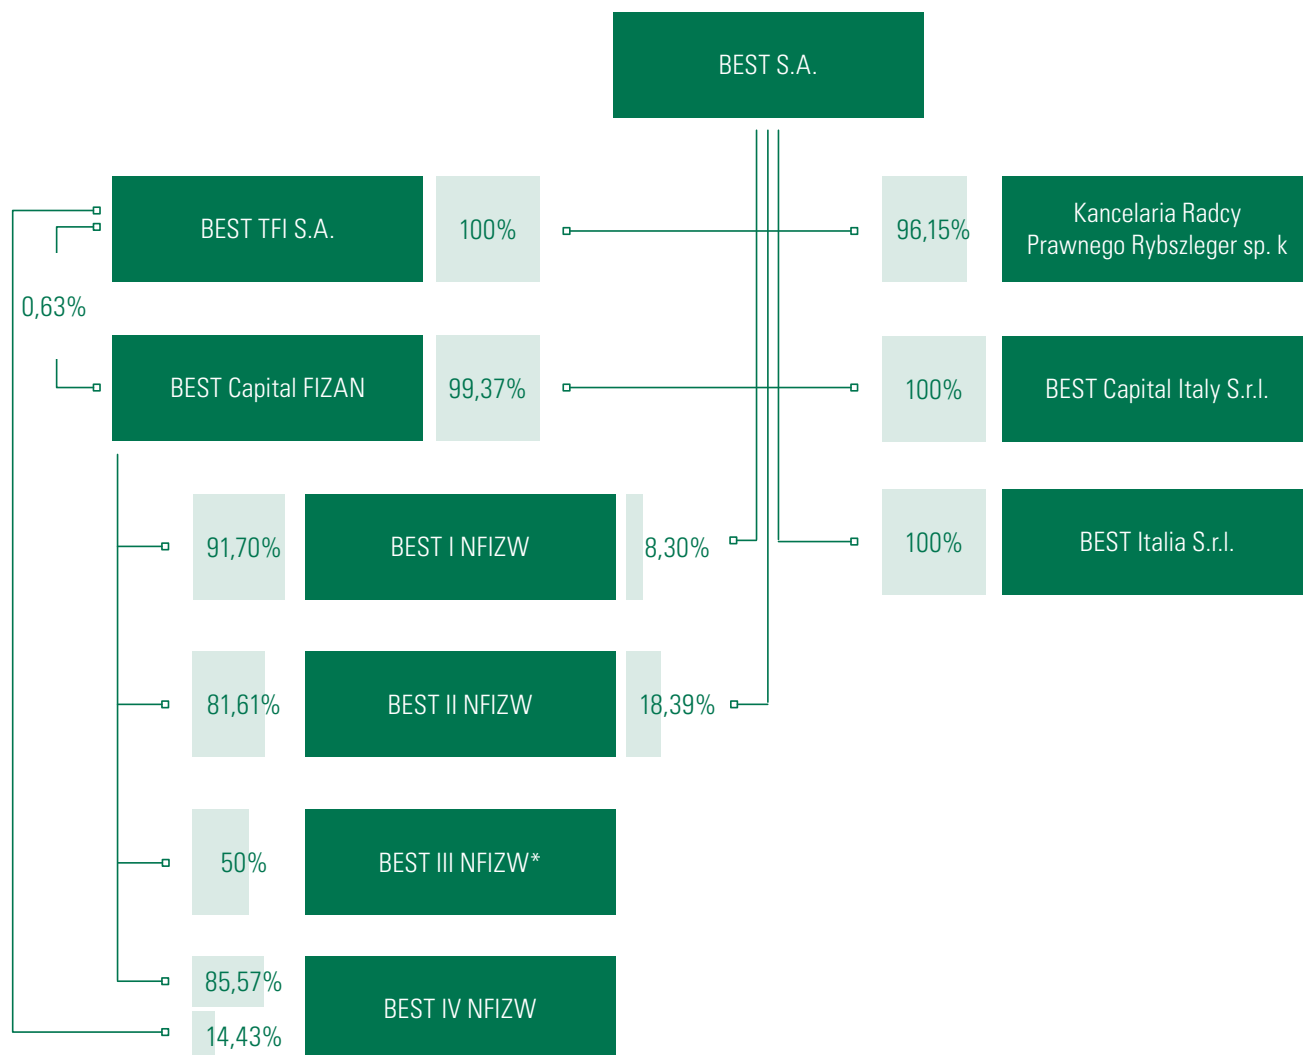 BEST S.A.
BEST TFI S.A.
100%
96,15%
Kancelaria Radcy
Prawnego Rybszleger sp. k
0,63%
BEST Capital FIZAN
99,37%
100%
BEST Capital Italy S.r.l.
91,70%
BEST I NFIZW
8,30%
100%
BEST Italia S.r.l.
81,61%
BEST II NFIZW
18,39%
50%
BEST III NFIZW*
85,57%
BEST IV NFIZW
14,43%